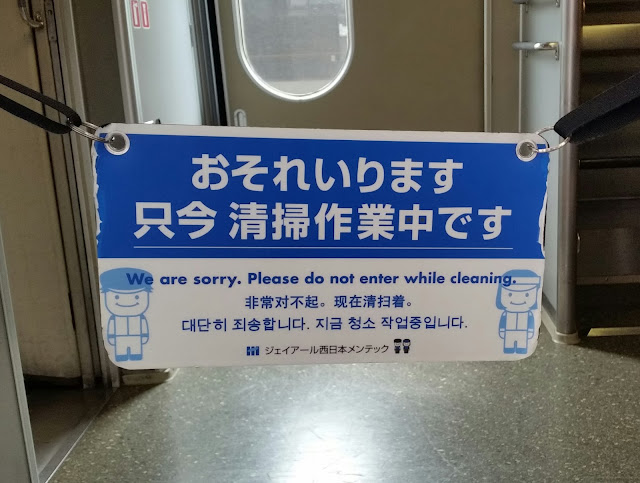 おそれいります
只今 清掃作業中です
We are sorry. Please do not enter while cleaning.
非常对不起。现在清扫着。
대단히 죄송합니다. 지금 청소 작업중입니다.
ジェイアール西日本メンテック